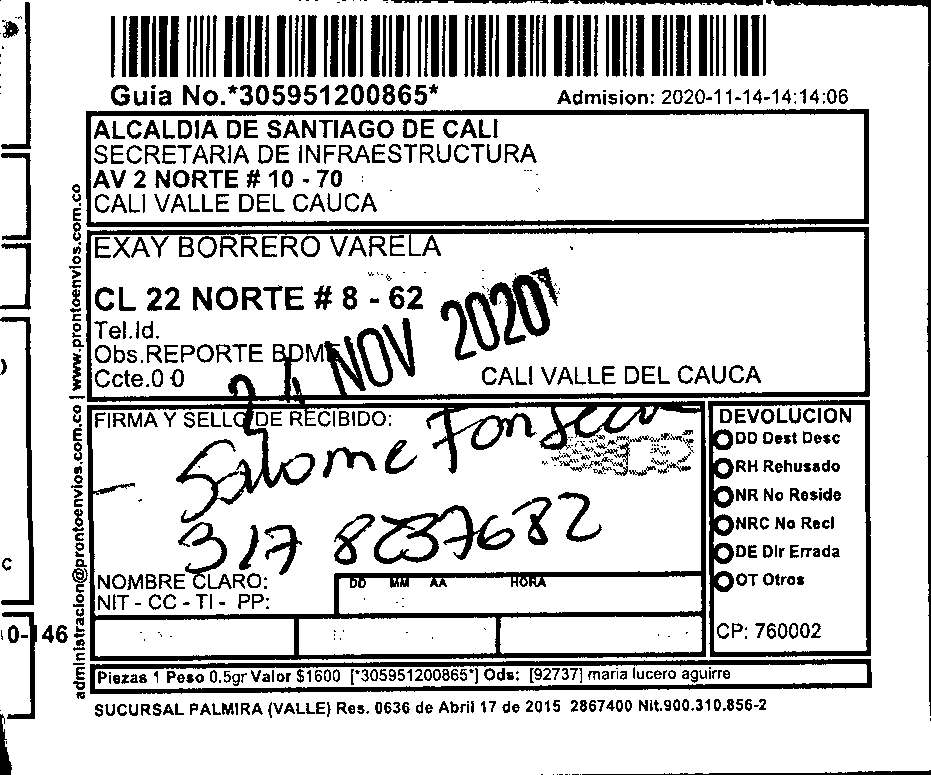 Guia No.*305951200865*
Admision: 2020-11-14-14:14:06
ALCALDIA DE SANTIAGO DE CALI
SECRETARIA DE INFRAESTRUCTURA
AV 2 NORTE # 10 - 70
CALI VALLE DEL CAUCA
EXAY BORRERO VARELA
CL 22 NORTE # 8 - 62
Tel.Id.
Obs.REPORTE BDM
Ccte.0 0
CALI VALLE DEL CAUCA
24 NOV 2020
FIRMA Y SELLO DE RECIBIDO:
Salome Fonseca
317 8237682
NOMBRE CLARO:
NIT - CC - TI - PP:
DD MM AA HORA
DEVOLUCION
DD Dest Desc
RH Rehusado
NR No Reside
NRC No Recl
DE Dir Errada
OT Otros
CP: 760002
Piezas 1 Peso 0.5gr Valor $1600 [*305951200865*] Ods: [92737] maria lucero aguirre
SUCURSAL PALMIRA (VALLE) Res. 0636 de Abril 17 de 2015 2867400 Nit.900.310.856-2
administracion@prontoenvios.com.co | www.prontoenvios.com.co
0-146